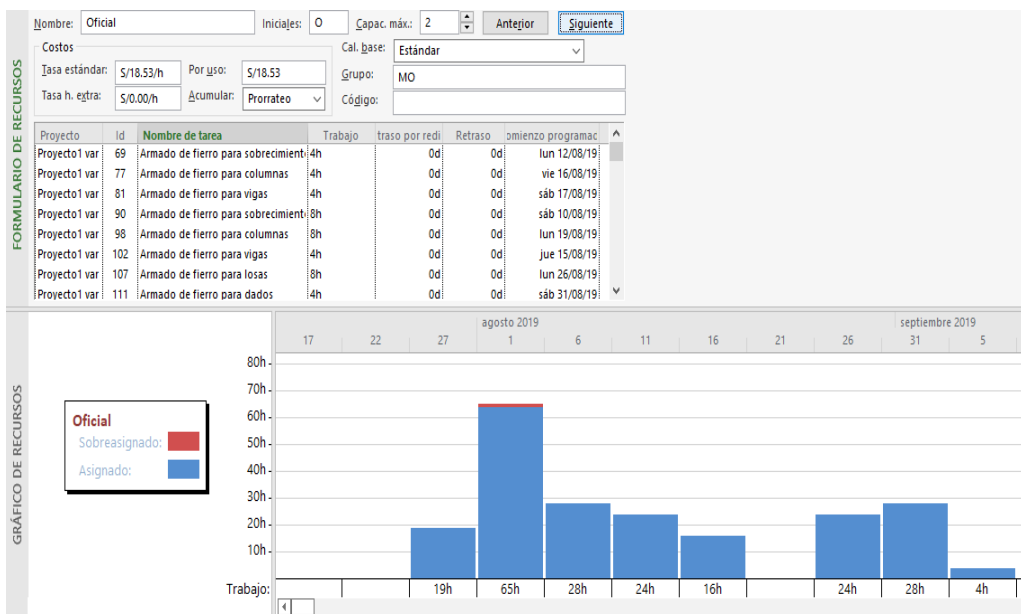 Nombre: Oficial Iniciales: O Capac. máx.: 2 Anterior Siguiente
Costos Cal. base: Estándar
Tasa estándar: S/18.53/h Por uso: S/18.53 Grupo: MO
Tasa h. extra: S/0.00/h Acumular: Prorrateo Código:
FORMULARIO DE RECURSOS
Proyecto Id Nombre de tarea Trabajo traso por redi Retraso omienzo programac
Proyecto1 var 69 Armado de fierro para sobrecimient 4h 0d 0d lun 12/08/19
Proyecto1 var 77 Armado de fierro para columnas 4h 0d 0d vie 16/08/19
Proyecto1 var 81 Armado de fierro para vigas 4h 0d 0d sáb 17/08/19
Proyecto1 var 90 Armado de fierro para sobrecimient 8h 0d 0d sáb 10/08/19
Proyecto1 var 98 Armado de fierro para columnas 8h 0d 0d lun 19/08/19
Proyecto1 var 102 Armado de fierro para vigas 4h 0d 0d jue 15/08/19
Proyecto1 var 107 Armado de fierro para losas 8h 0d 0d lun 26/08/19
Proyecto1 var 111 Armado de fierro para dados 4h 0d 0d sáb 31/08/19
agosto 2019 septiembre 2019
17 22 27 1 6 11 16 21 26 31 5
GRÁFICO DE RECURSOS
Oficial
Sobreasignado:
Asignado:
80h
70h
60h
50h
40h
30h
20h
10h
Trabajo: 19h 65h 28h 24h 16h 24h 28h 4h